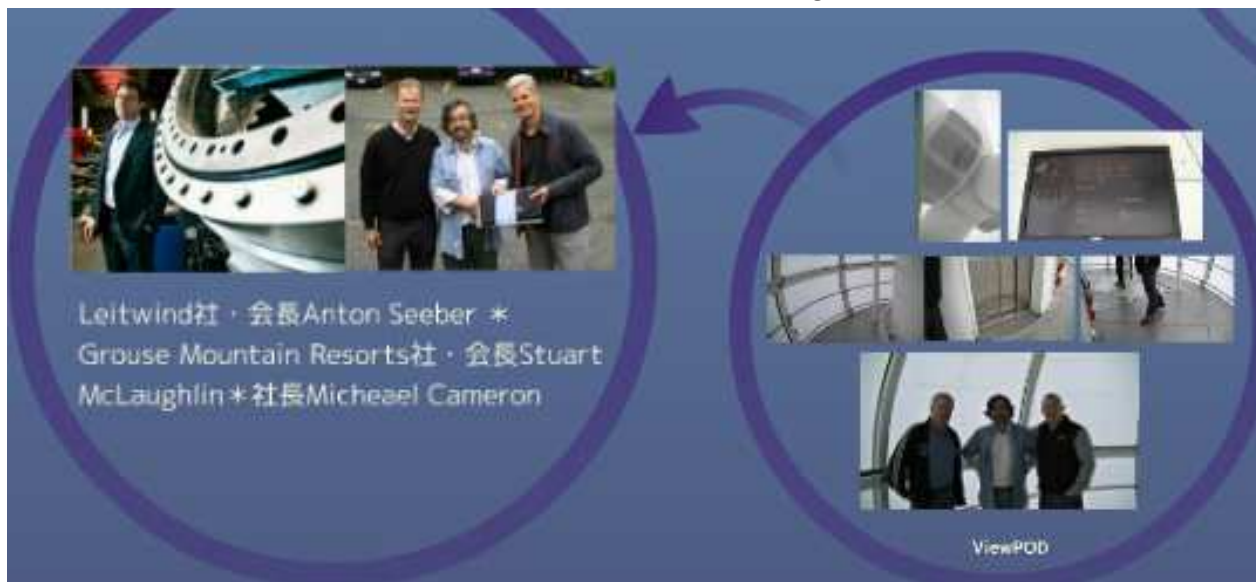 Leitwind社・会長Anton Seeber ＊
Grouse Mountain Resorts社・会長Stuart
McLaughlin＊社長Micheael Cameron
ViewPOD